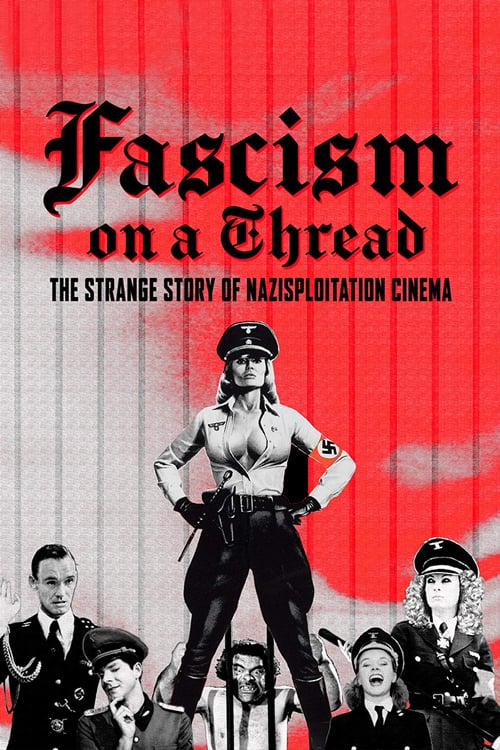 Fascism
on a Thread
THE STRANGE STORY OF NAZISPLOITATION CINEMA